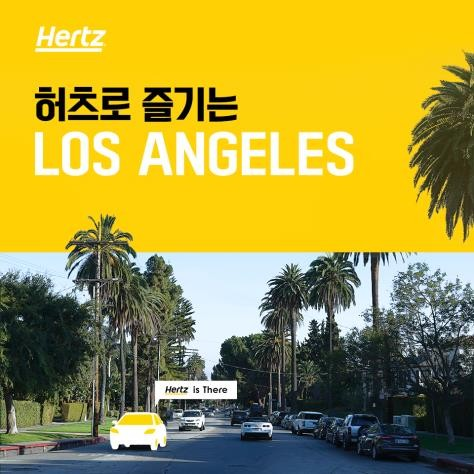 Hertz
허츠로 즐기는
LOS ANGELES
Hertz is There